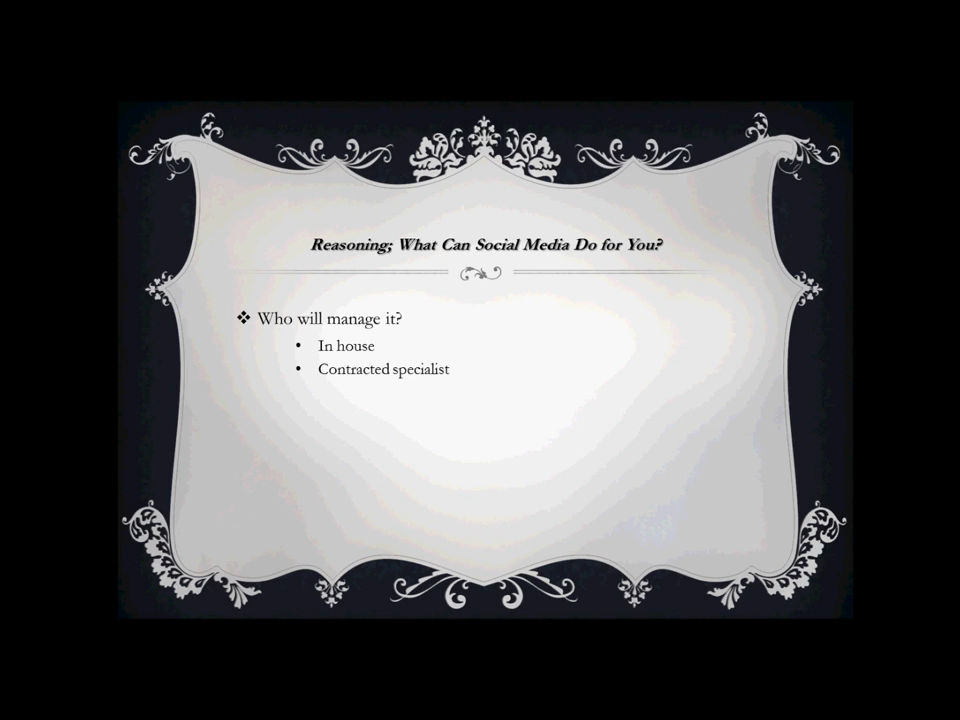 Reasoning; What Can Social Media Do for You?
❖ Who will manage it?
• In house
• Contracted specialist